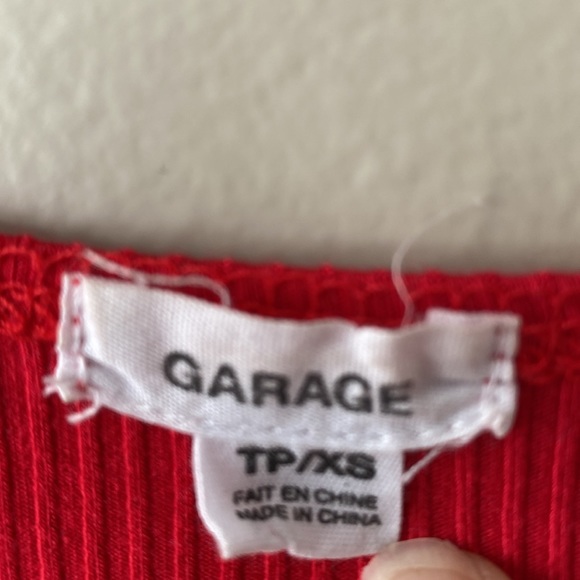 GARAGE
TP/XS
FAIT EN CHINE
MADE IN CHINA